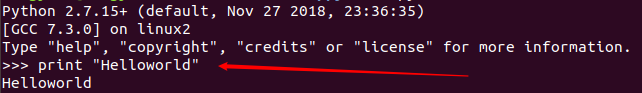 Python 2.7.15+ (default, Nov 27 2018, 23:36:35)
[GCC 7.3.0] on linux2
Type "help", "copyright", "credits" or "license" for more information.
>>> print "Helloworld"
Helloworld